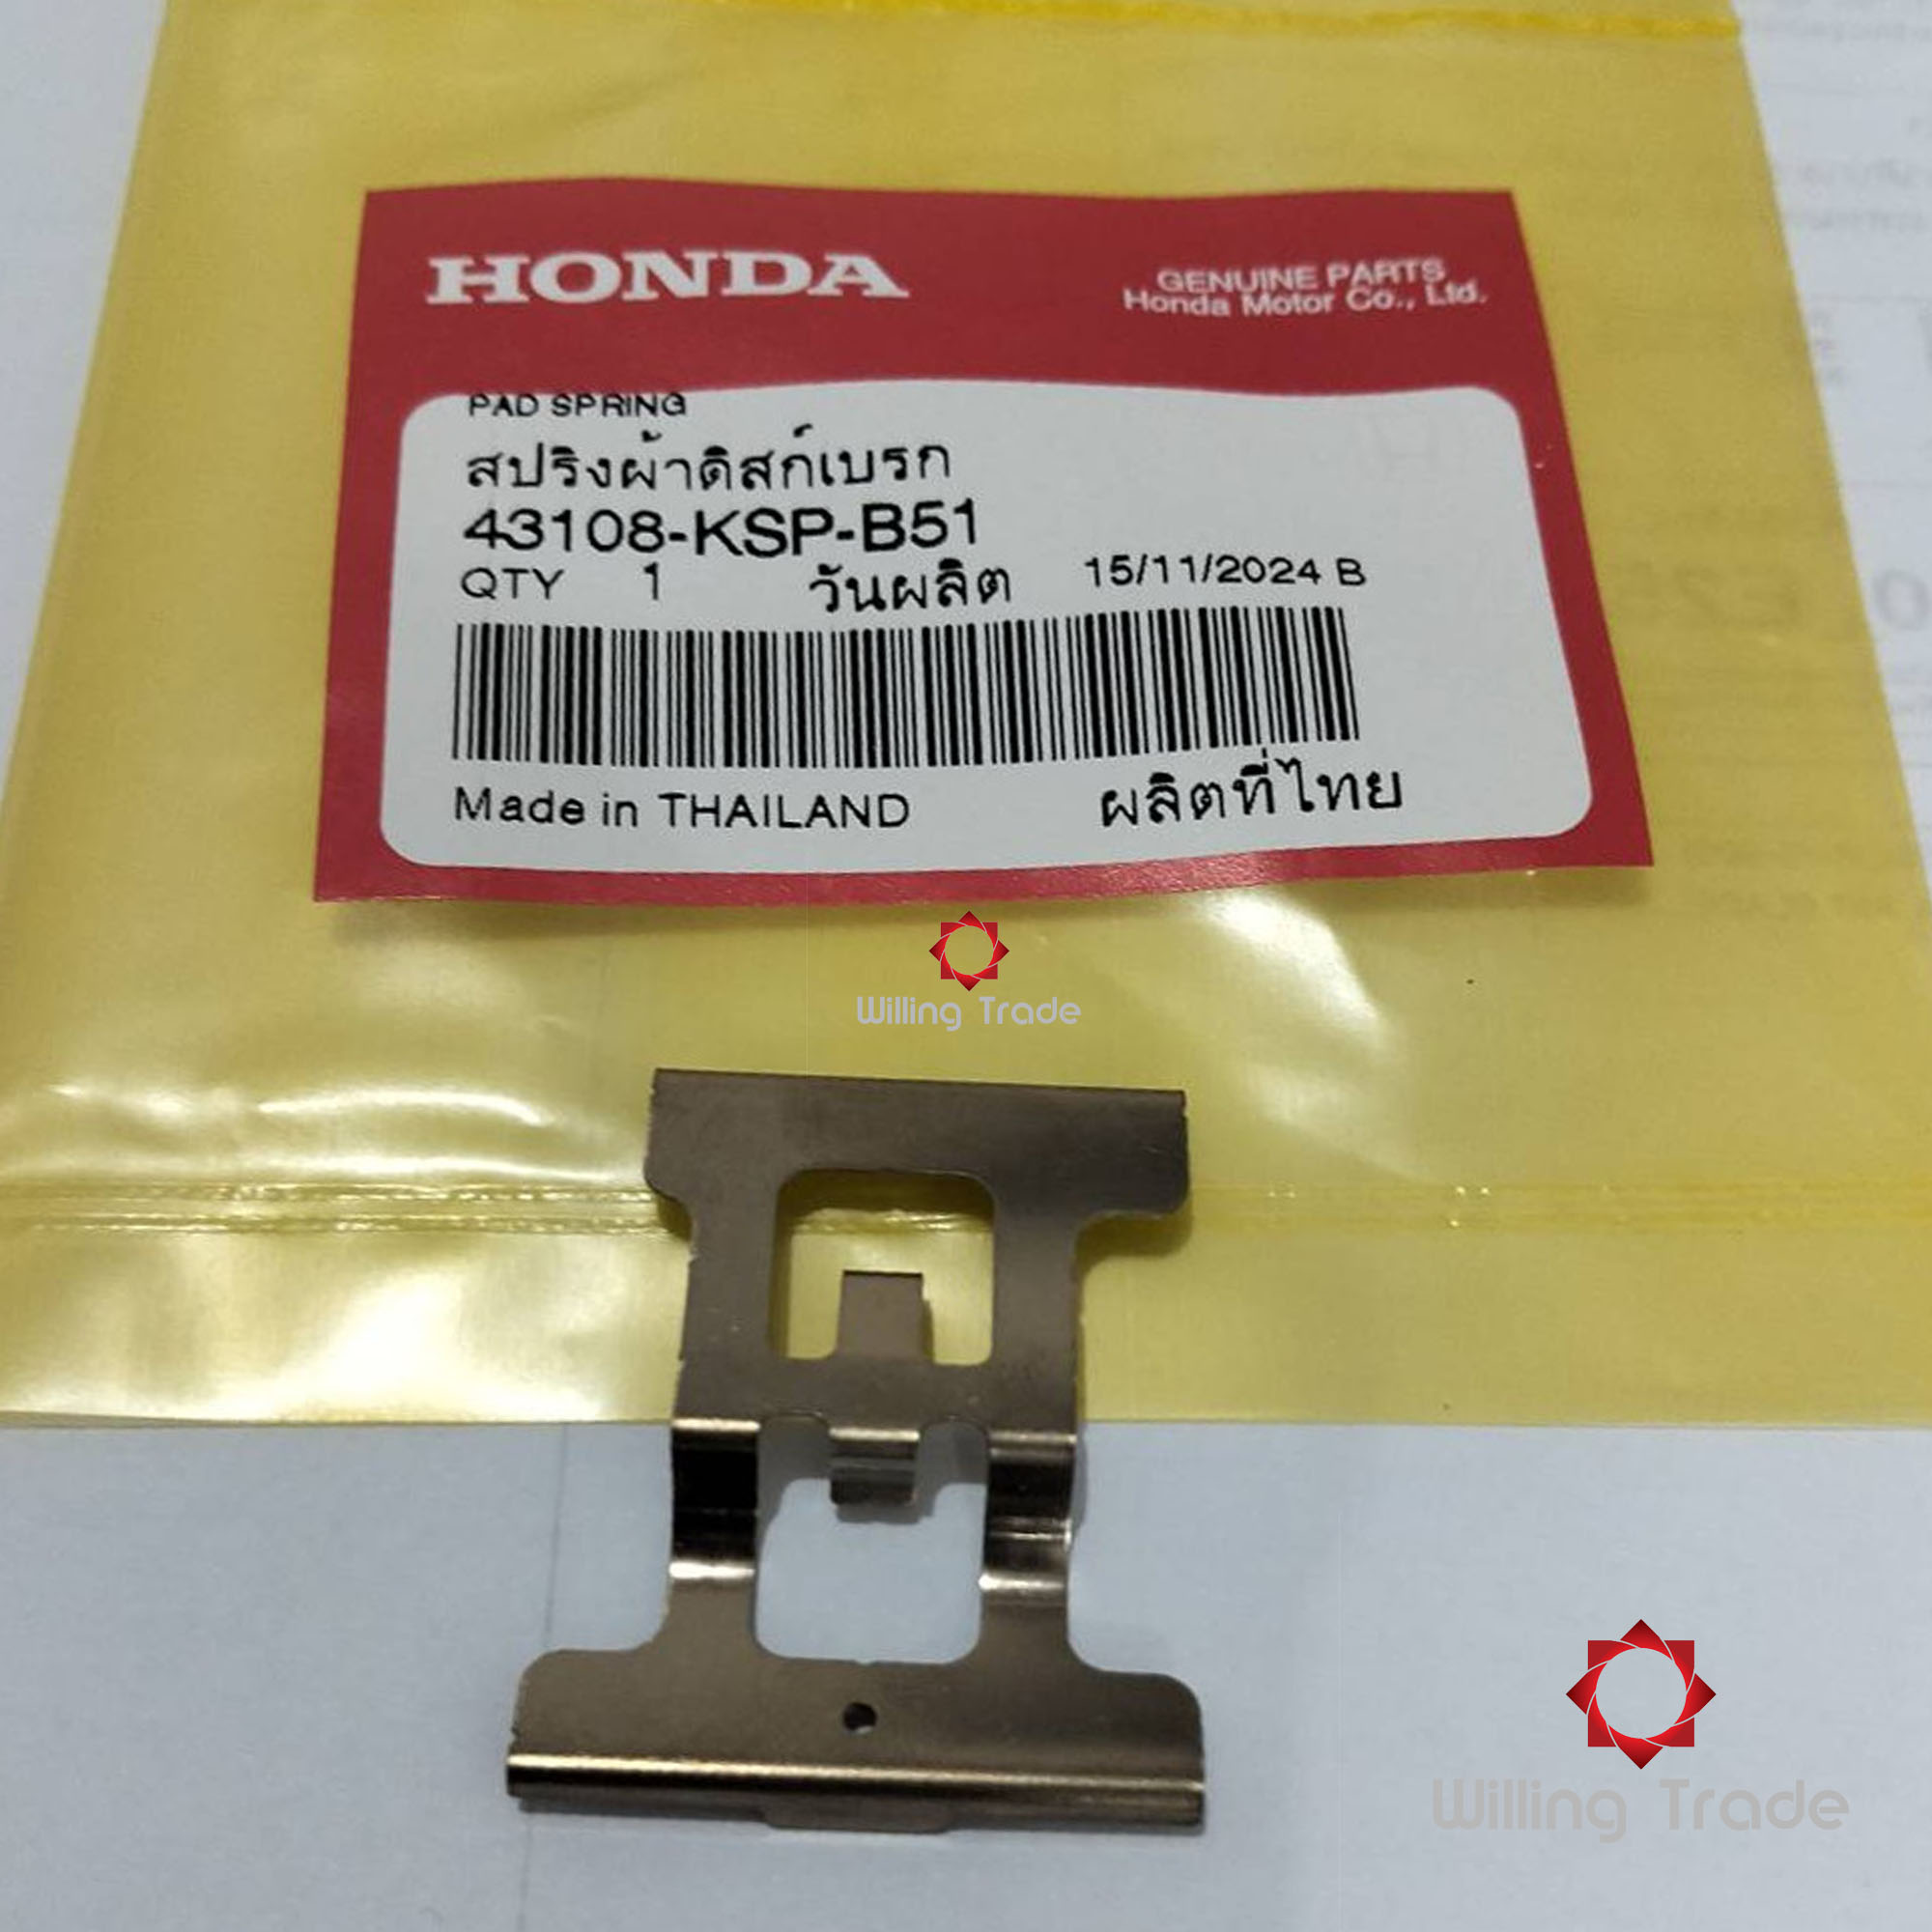 HONDA
GENUINE PARTS
Honda Motor Co., Ltd.
PAD SPRING
สปริงผ้าดิสก์เบรก
43108-KSP-B51
QTY 1 วันผลิต 15/11/2024 B
Made in THAILAND ผลิตที่ไทย
Willing Trade
Willing Trade